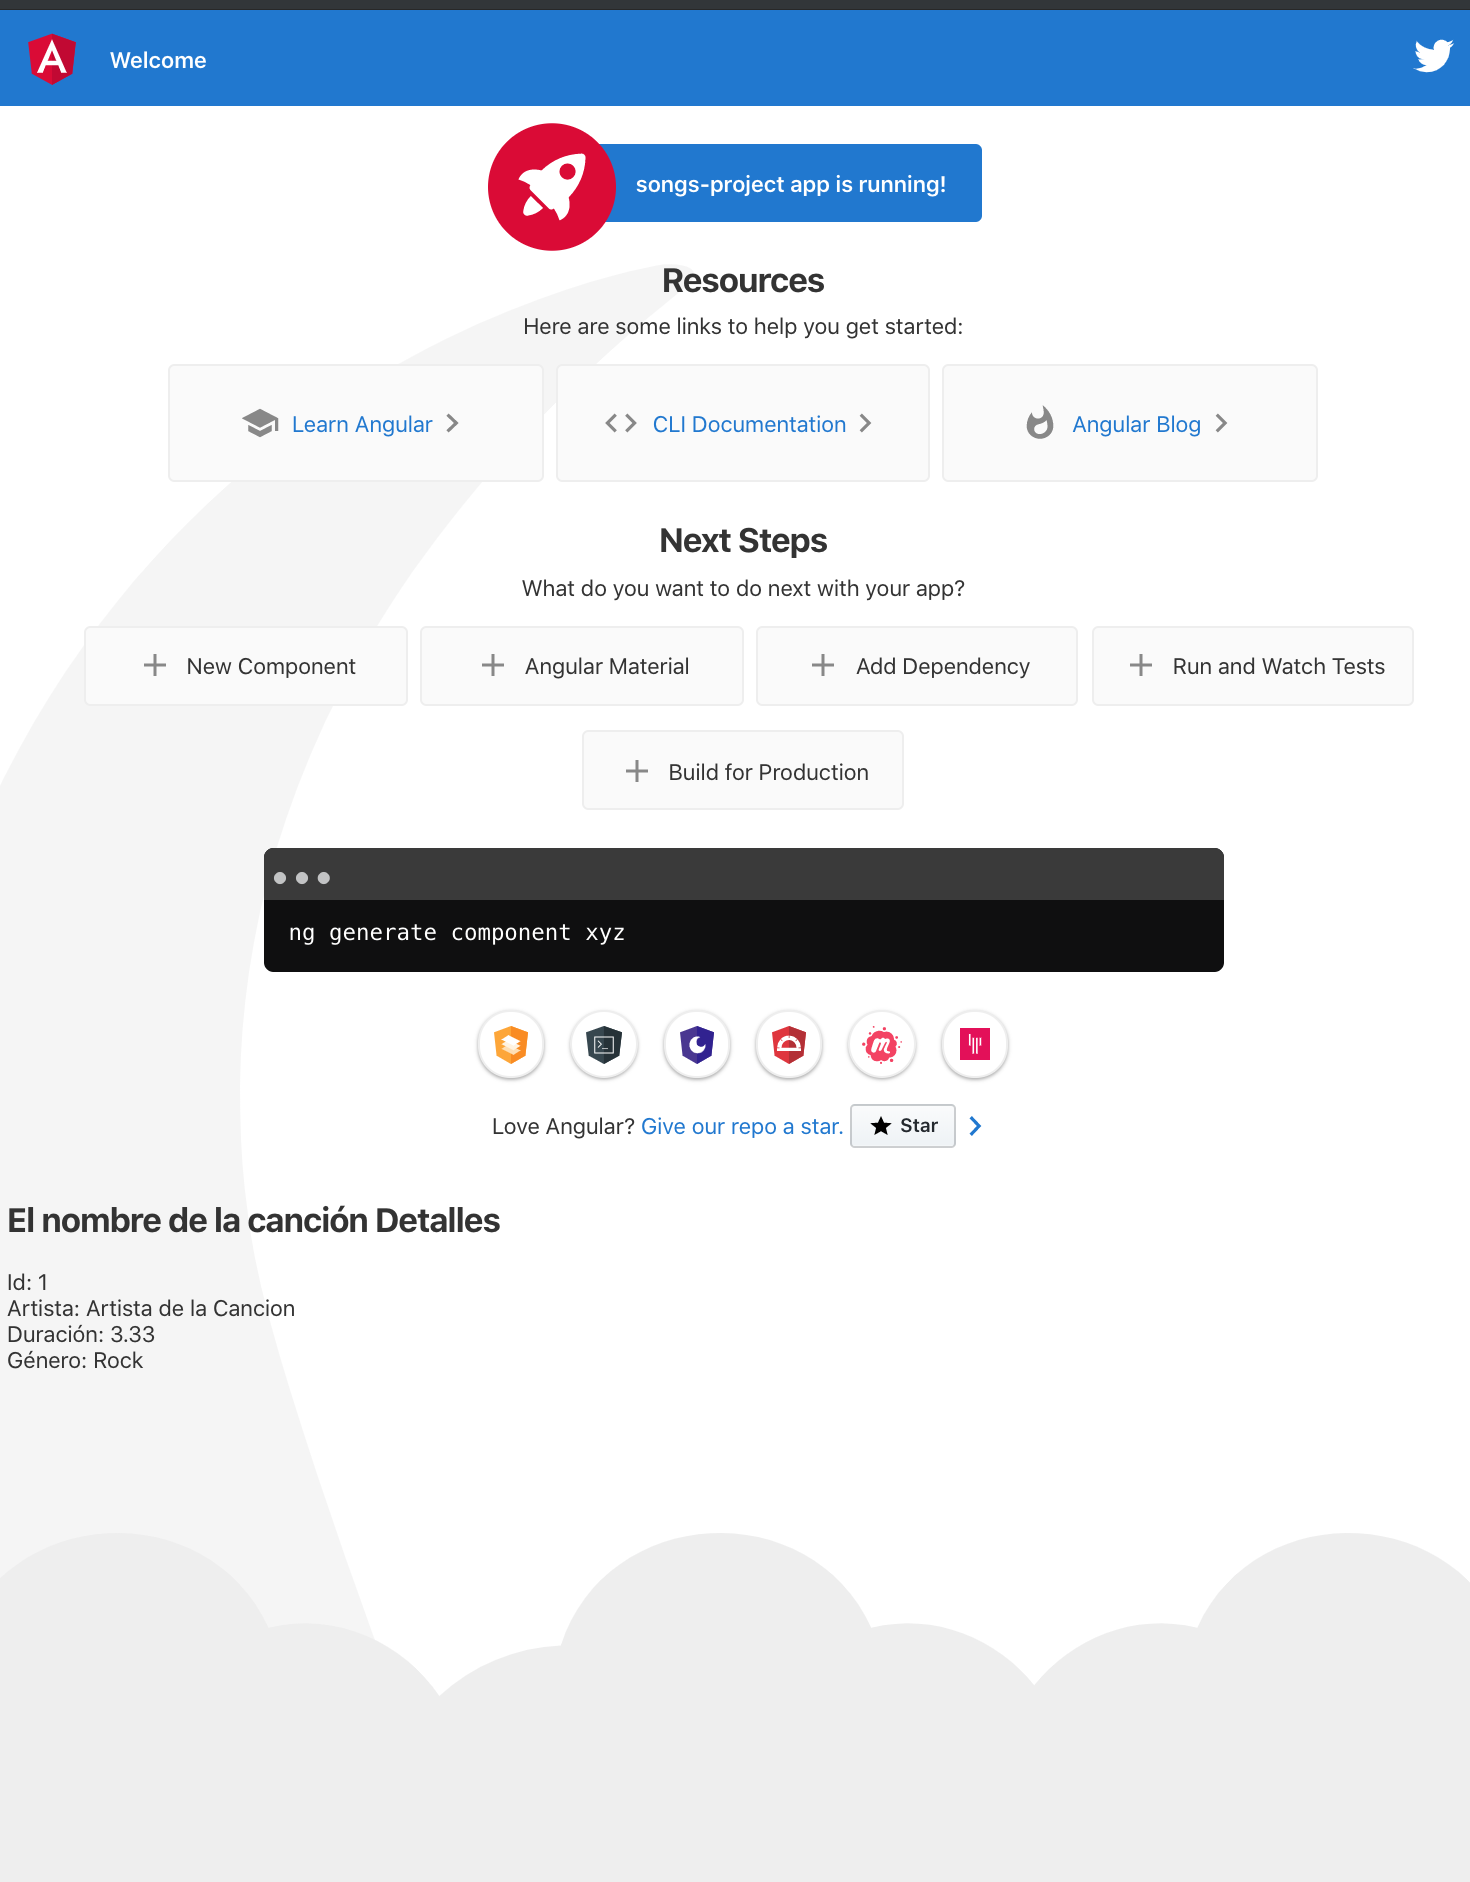 Welcome
songs-project app is running!
Resources
Here are some links to help you get started:
Learn Angular
CLI Documentation
Angular Blog
Next Steps
What do you want to do next with your app?
New Component
Angular Material
Add Dependency
Run and Watch Tests
Build for Production
ng generate component xyz
Love Angular? Give our repo a star. Star
El nombre de la canción Detalles
Id: 1
Artista: Artista de la Cancion
Duración: 3.33
Género: Rock